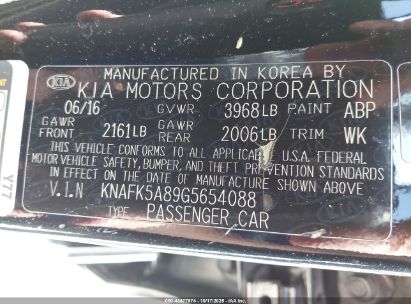 MANUFACTURED IN KOREA BY
KIA KIA MOTORS CORPORATION
06/16 GVWR 3968LB PAINT ABP
GAWR FRONT 2161LB GAWR REAR 2006LB TRIM WK
THIS VEHICLE CONFORMS TO ALL APPLICABLE U.S.A. FEDERAL
MOTOR VEHICLE SAFETY, BUMPER, AND THEFT PREVENTION STANDARDS
IN EFFECT ON THE DATE OF MANUFACTURE SHOWN ABOVE.
V.I.N KNAFK5A89G5654088
TYPE PASSENGER CAR
Y77